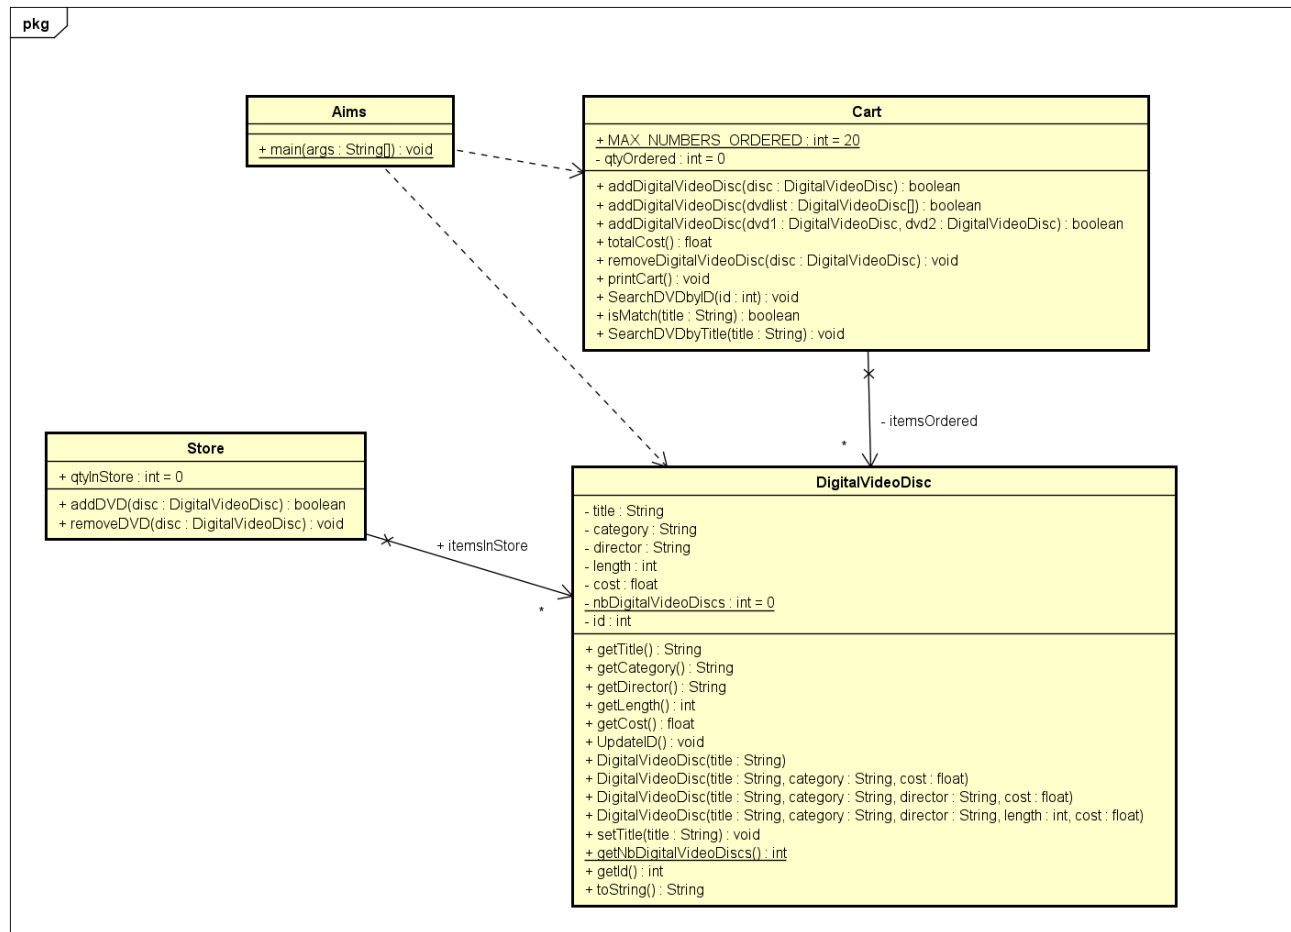 pkg
Aims
+ main(args : String[]) : void
Cart
+ MAX_NUMBERS_ORDERED : int = 20
- qtyOrdered : int = 0
+ addDigitalVideoDisc(disc : DigitalVideoDisc) : boolean
+ addDigitalVideoDisc(dvdlist : DigitalVideoDisc[]) : boolean
+ addDigitalVideoDisc(dvd1 : DigitalVideoDisc, dvd2 : DigitalVideoDisc) : boolean
+ totalCost() : float
+ removeDigitalVideoDisc(disc : DigitalVideoDisc) : void
+ printCart() : void
+ SearchDVDbyID(id : int) : void
+ isMatch(title : String) : boolean
+ SearchDVDbyTitle(title : String) : void
- itemsOrdered
*
Store
+ qtyInStore : int = 0
+ addDVD(disc : DigitalVideoDisc) : boolean
+ removeDVD(disc : DigitalVideoDisc) : void
+ itemsInStore
*
DigitalVideoDisc
- title : String
- category : String
- director : String
- length : int
- cost : float
- nbDigitalVideoDiscs : int = 0
- id : int
+ getTitle() : String
+ getCategory() : String
+ getDirector() : String
+ getLength() : int
+ getCost() : float
+ UpdateID() : void
+ DigitalVideoDisc(title : String)
+ DigitalVideoDisc(title : String, category : String, cost : float)
+ DigitalVideoDisc(title : String, category : String, director : String, cost : float)
+ DigitalVideoDisc(title : String, category : String, director : String, length : int, cost : float)
+ setTitle(title : String) : void
+ getNbDigitalVideoDiscs() : int
+ getId() : int
+ toString() : String